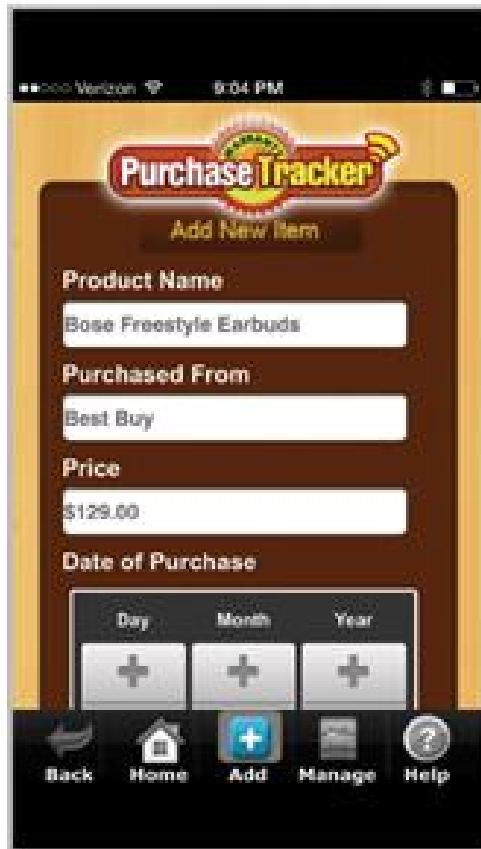 Verizon 9:04 PM
WARRANTY
Purchase Tracker
Add New Item
Product Name
Bose Freestyle Earbuds
Purchased From
Best Buy
Price
$129.00
Date of Purchase
Day Month Year
Back Home Add Manage Help